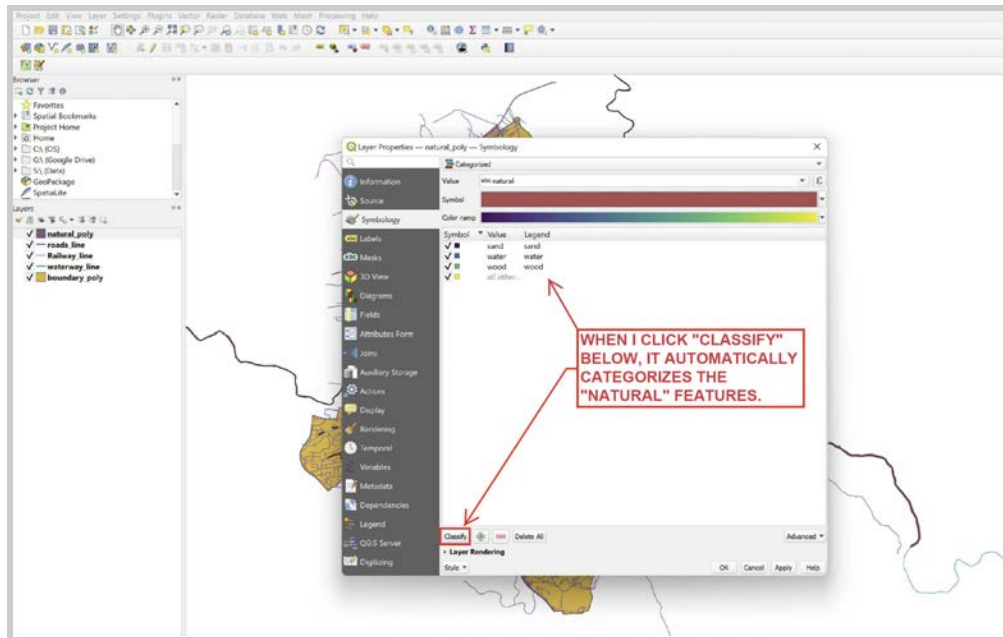 Project Edit View Layer Settings Plugins Vector Raster Database Web Mesh Processing Help
Browser
Favorites
Spatial Bookmarks
Project Home
Home
C:\ (OS)
G:\ (Google Drive)
S:\ (Data)
GeoPackage
SpatiaLite
Layers
natural_poly
roads_line
Railway_line
waterway_line
boundary_poly
Layer Properties — natural_poly — Symbology
Categorized
Information
Source
Symbology
Labels
abc Masks
3D View
Diagrams
Fields
Attributes Form
Joins
Auxiliary Storage
Actions
Display
Rendering
Temporal
Variables
Metadata
Dependencies
Legend
QGIS Server
Digitizing
Value abc natural
Symbol
Color ramp
Symbol Value Legend
sand sand
water water
wood wood
all other...
WHEN I CLICK "CLASSIFY"
BELOW, IT AUTOMATICALLY
CATEGORIZES THE
"NATURAL" FEATURES.
Classify Delete All Advanced
Layer Rendering
Style OK Cancel Apply Help